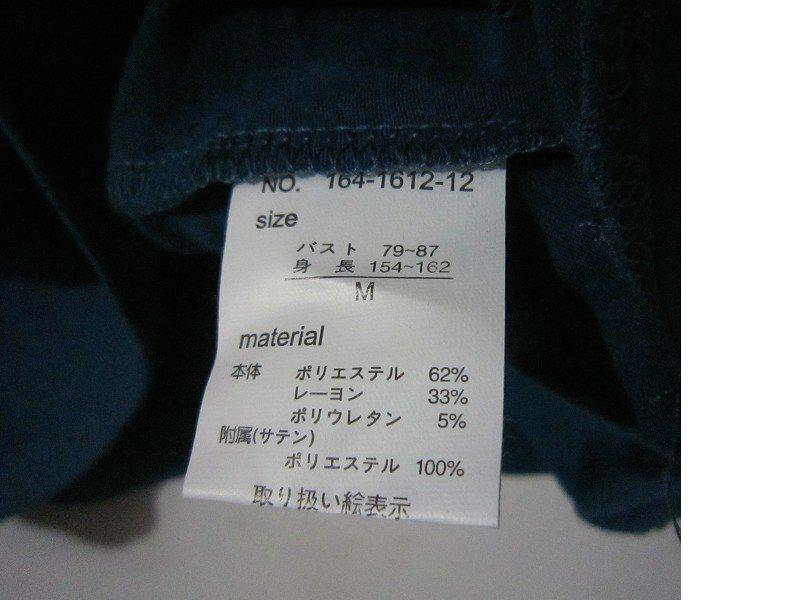 NO. 164-1612-12
size
バスト 79~87
身 長 154~162
M
material
本体 ポリエステル 62%
レーヨン 33%
ポリウレタン 5%
附属(サテン)
ポリエステル 100%
取り扱い絵表示